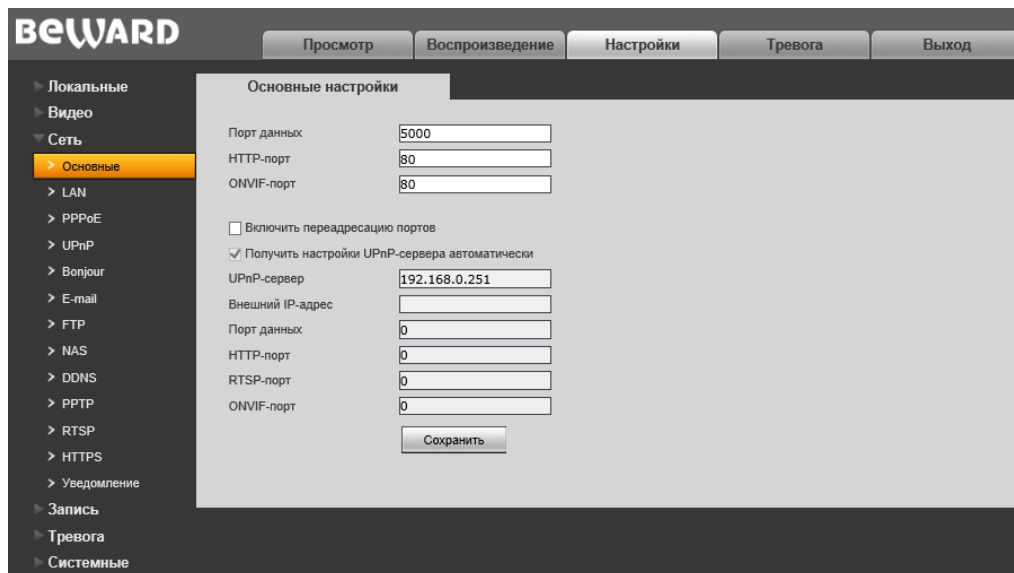 BEWARD
Просмотр
Воспроизведение
Настройки
Тревога
Выход
Локальные
Видео
Сеть
Основные
LAN
PPPoE
UPnP
Bonjour
E-mail
FTP
NAS
DDNS
PPTP
RTSP
HTTPS
Уведомление
Запись
Тревога
Системные
Основные настройки
Порт данных 5000
HTTP-порт 80
ONVIF-порт 80
Включить переадресацию портов
Получить настройки UPnP-сервера автоматически
UPnP-сервер 192.168.0.251
Внешний IP-адрес
Порт данных 0
HTTP-порт 0
RTSP-порт 0
ONVIF-порт 0
Сохранить